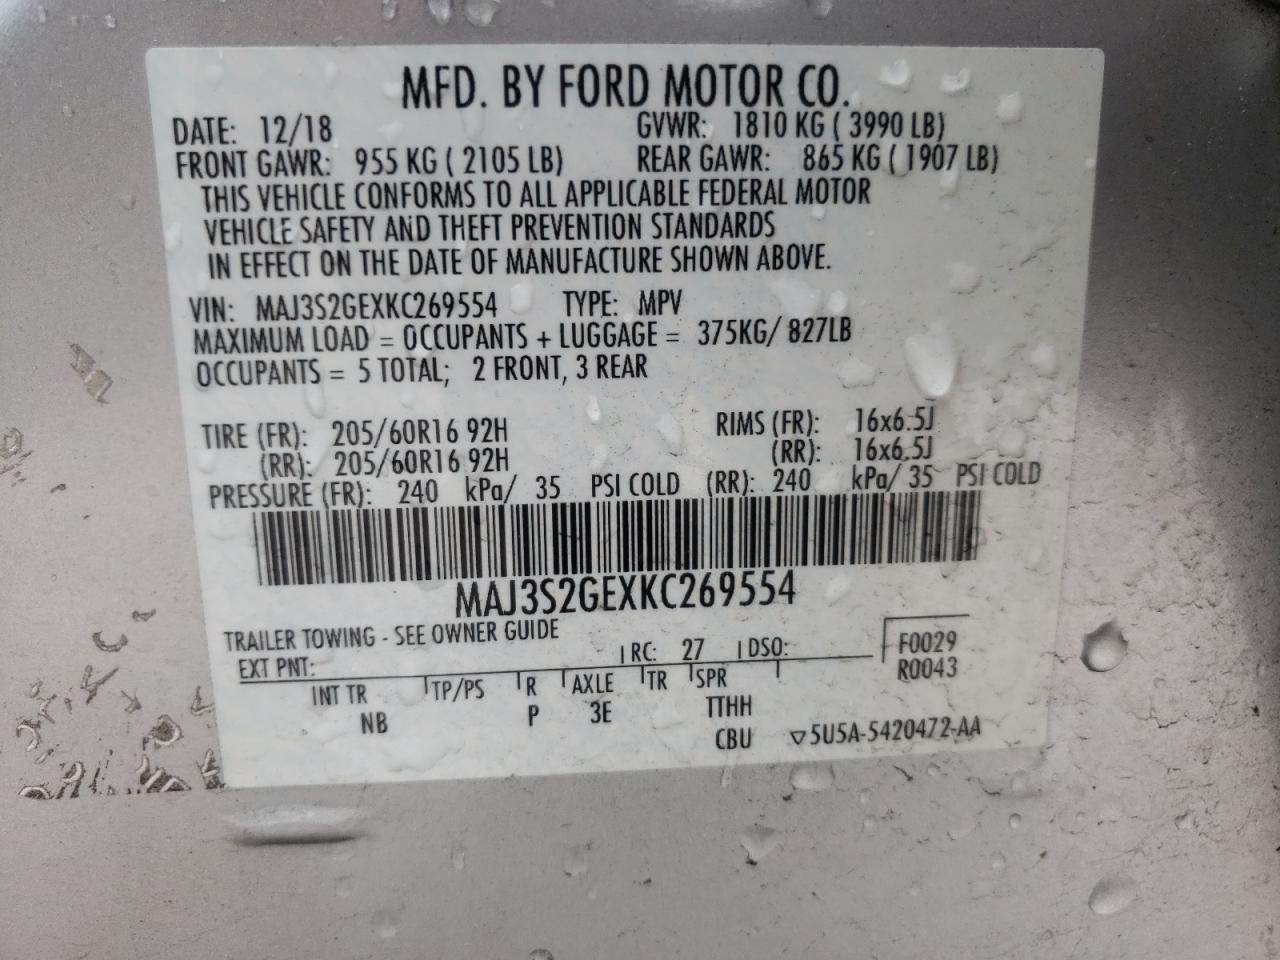 MFD. BY FORD MOTOR CO.
DATE: 12/18 GVWR: 1810 KG ( 3990 LB)
FRONT GAWR: 955 KG ( 2105 LB) REAR GAWR: 865 KG ( 1907 LB)
THIS VEHICLE CONFORMS TO ALL APPLICABLE FEDERAL MOTOR
VEHICLE SAFETY AND THEFT PREVENTION STANDARDS
IN EFFECT ON THE DATE OF MANUFACTURE SHOWN ABOVE.
VIN: MAJ3S2GEXKC269554 TYPE: MPV
MAXIMUM LOAD = OCCUPANTS + LUGGAGE = 375KG/ 827LB
OCCUPANTS = 5 TOTAL; 2 FRONT, 3 REAR
TIRE (FR): 205/60R16 92H RIMS (FR): 16x6.5J
(RR): 205/60R16 92H (RR): 16x6.5J
PRESSURE (FR): 240 kPa/ 35 PSI COLD (RR): 240 kPa/ 35 PSI COLD
MAJ3S2GEXKC269554
TRAILER TOWING - SEE OWNER GUIDE
EXT PNT: RC: 27 DSO: F0029
R0043
INT TR TP/PS R AXLE TR SPR
NB P 3E TTHH
CBU ▽5U5A-5420472-AA